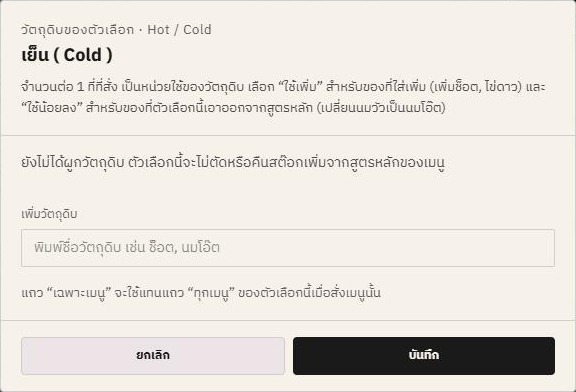 วัตถุดิบของตัวเลือก · Hot / Cold
เย็น ( Cold )
จำนวนต่อ 1 ที่ที่สั่ง เป็นหน่วยใช้ของวัตถุดิบ เลือก “ใช้เพิ่ม” สำหรับของที่ใส่เพิ่ม (เพิ่มช็อต, ไข่ดาว) และ
“ใช้น้อยลง” สำหรับของที่ตัวเลือกนี้เอาออกจากสูตรหลัก (เปลี่ยนนมวัวเป็นนมโอ๊ต)
ยังไม่ได้ผูกวัตถุดิบ ตัวเลือกนี้จะไม่ตัดหรือคืนสต๊อกเพิ่มจากสูตรหลักของเมนู
เพิ่มวัตถุดิบ
พิมพ์ชื่อวัตถุดิบ เช่น ช็อต, นมโอ๊ต
แถว “เฉพาะเมนู” จะใช้แทนแถว “ทุกเมนู” ของตัวเลือกนี้เมื่อสั่งเมนูนั้น
ยกเลิก
บันทึก